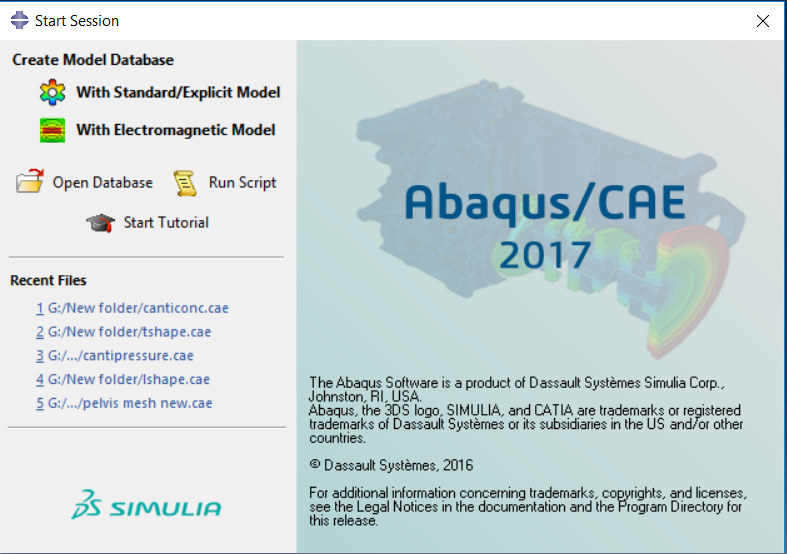 Start Session
Create Model Database
With Standard/Explicit Model
With Electromagnetic Model
Open Database
Run Script
Start Tutorial
Recent Files
1 G:/New folder/canticonc.cae
2 G:/New folder/tshape.cae
3 G:/.../cantipressure.cae
4 G:/New folder/lshape.cae
5 G:/.../pelvis mesh new.cae
SIMULIA
Abaqus/CAE
2017
The Abaqus Software is a product of Dassault Systèmes Simulia Corp.,
Johnston, RI, USA.
Abaqus, the 3DS logo, SIMULIA, and CATIA are trademarks or registered
trademarks of Dassault Systèmes or its subsidiaries in the US and/or other
countries.
© Dassault Systèmes, 2016
For additional information concerning trademarks, copyrights, and licenses,
see the Legal Notices in the documentation and the Program Directory for
this release.